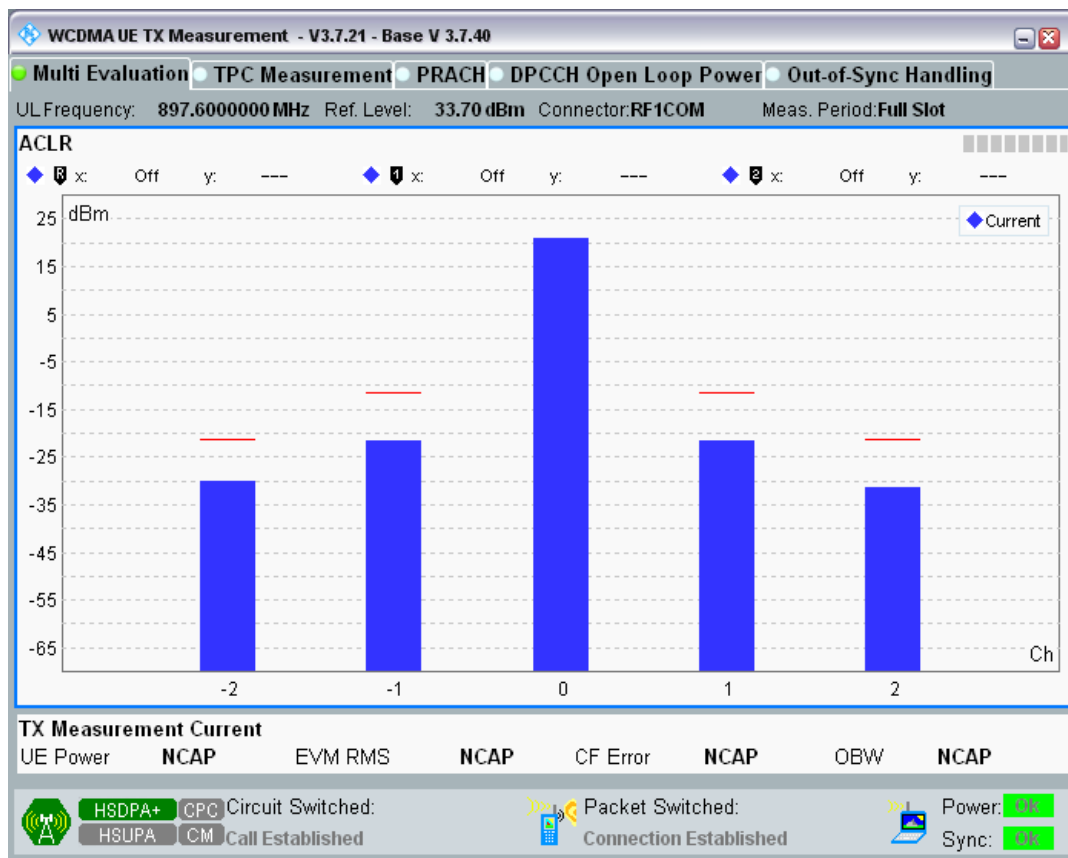 WCDMA UE TX Measurement - V3.7.21 - Base V 3.7.40
Multi Evaluation TPC Measurement PRACH DPCCH Open Loop Power Out-of-Sync Handling
UL Frequency: 897.6000000 MHz Ref. Level: 33.70 dBm Connector:RF1COM Meas. Period:Full Slot
ACLR
R x: Off y: --- 1 x: Off y: --- 2 x: Off y: ---
dBm
Current
25
15
5
-5
-15
-25
-35
-45
-55
-65
Ch
-2 -1 0 1 2
TX Measurement Current
UE Power NCAP EVM RMS NCAP CF Error NCAP OBW NCAP
HSDPA+ CPC Circuit Switched: Packet Switched: Power: OK
HSUPA CM Call Established Connection Established Sync: OK